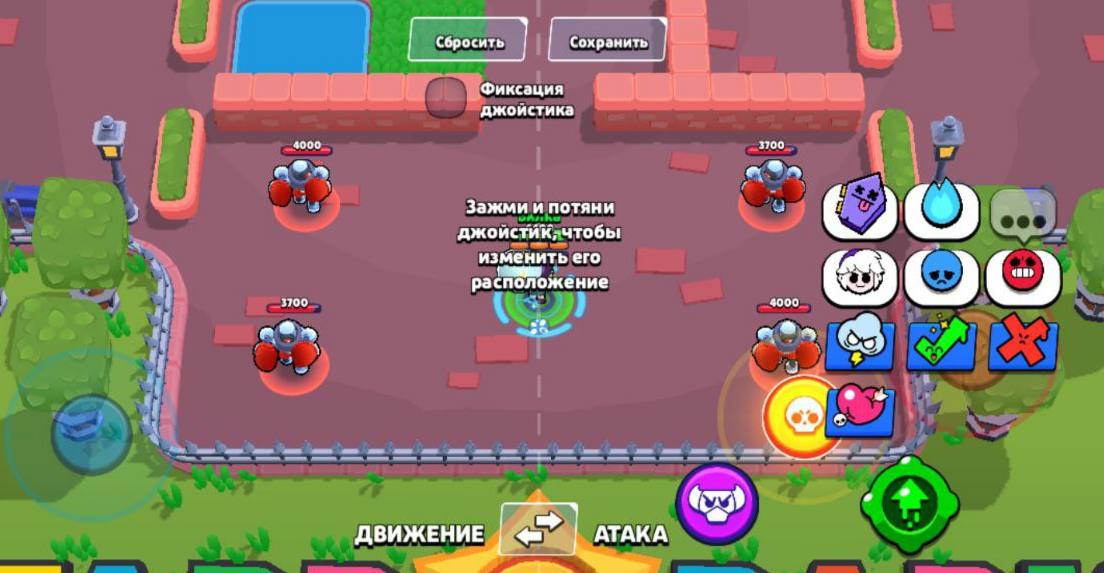 Сбросить
Сохранить
Фиксация
джойстика
4000
3700
Зажми и потяни
джойстик, чтобы
изменить его
расположение
3700
4000
ДВИЖЕНИЕ
АТАКА